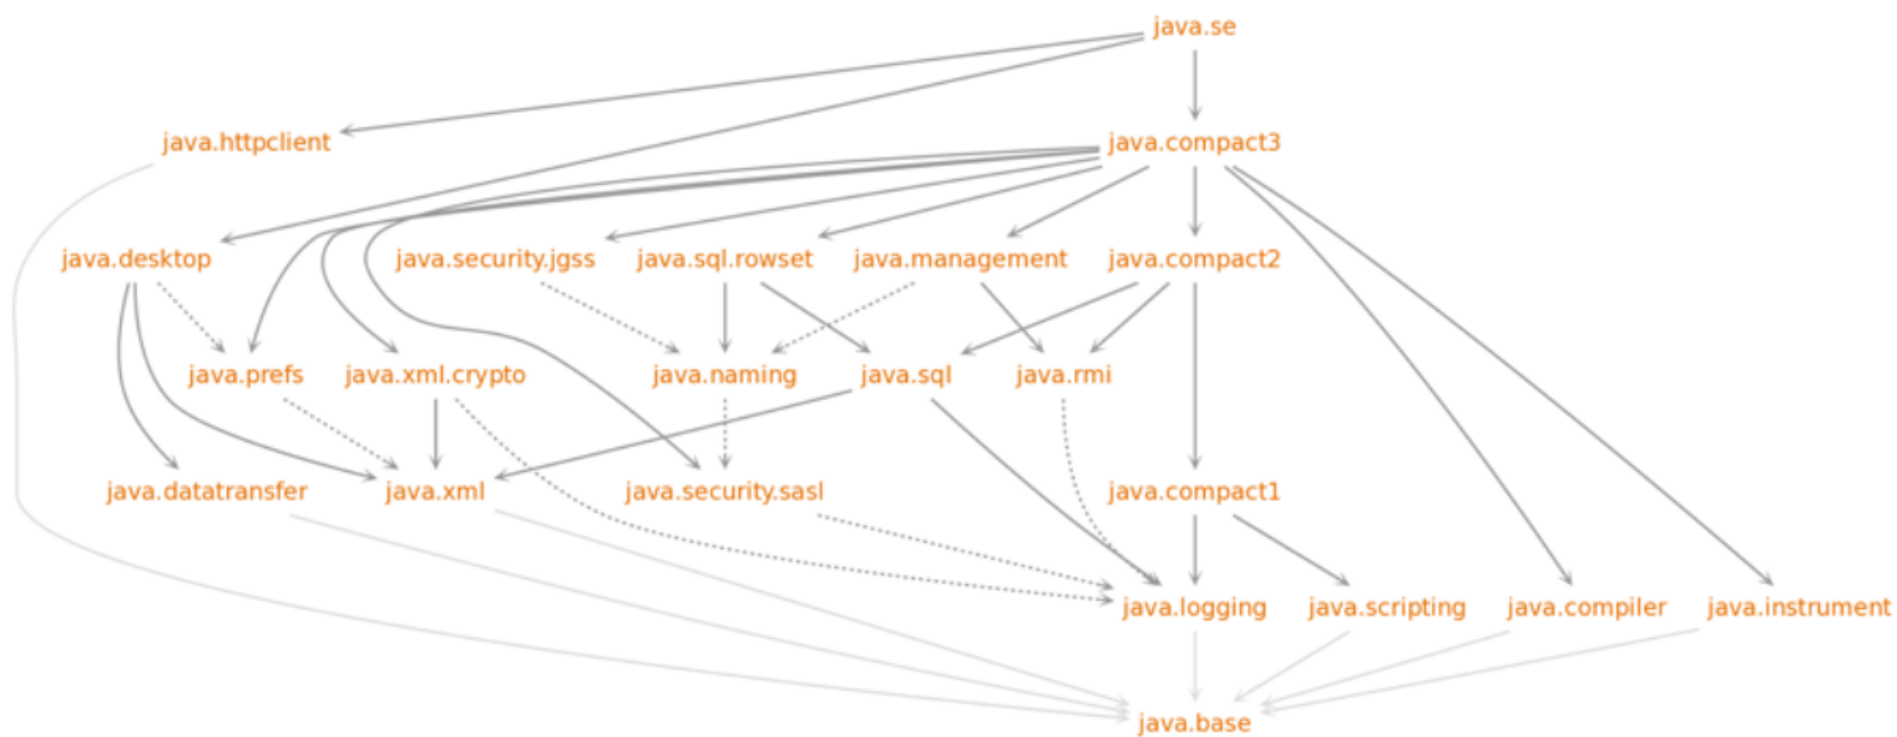 java.se
java.httpclient
java.compact3
java.desktop
java.security.jgss
java.sql.rowset
java.management
java.compact2
java.prefs
java.xml.crypto
java.naming
java.sql
java.rmi
java.datatransfer
java.xml
java.security.sasl
java.compact1
java.logging
java.scripting
java.compiler
java.instrument
java.base